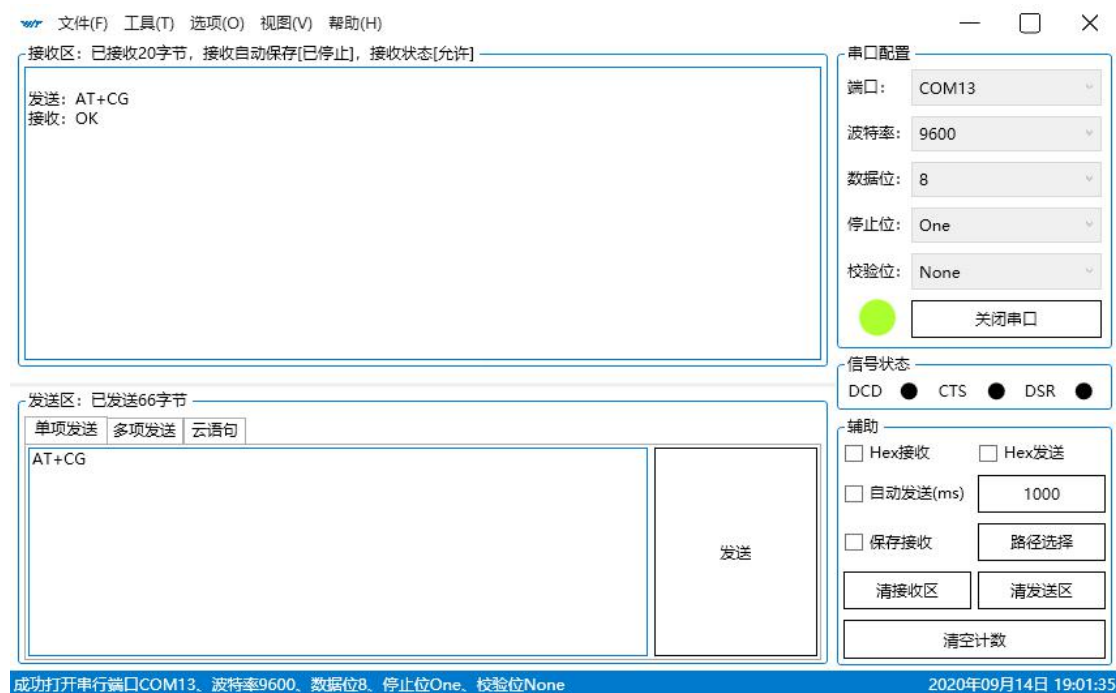 WIT 文件(F) 工具(T) 选项(O) 视图(V) 帮助(H)
接收区：已接收20字节，接收自动保存[已停止]，接收状态[允许]
发送：AT+CG
接收：OK
发送区：已发送66字节
单项发送 多项发送 云语句
AT+CG
发送
串口配置
端口： COM13
波特率： 9600
数据位： 8
停止位： One
校验位： None
关闭串口
信号状态
DCD CTS DSR
辅助
Hex接收 Hex发送
自动发送(ms) 1000
保存接收 路径选择
清接收区 清发送区
清空计数
成功打开串行端口COM13、波特率9600、数据位8、停止位One、校验位None 2020年09月14日 19:01:35